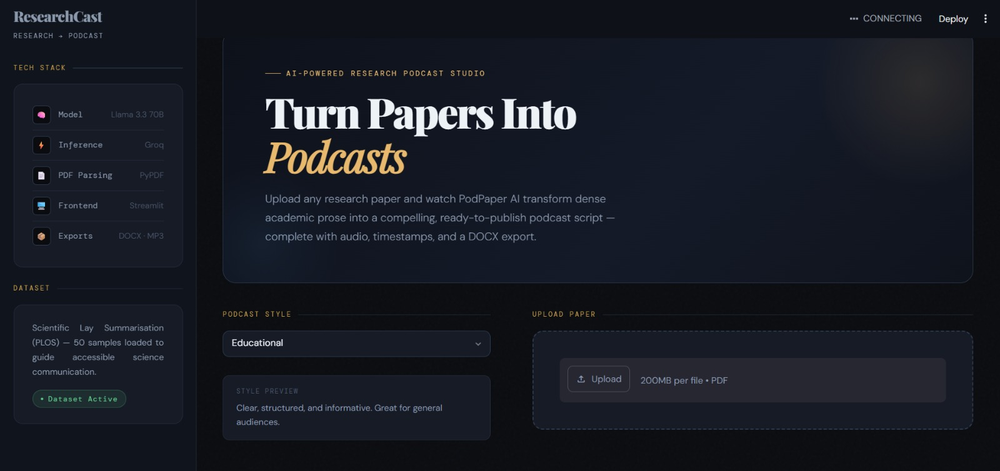 ResearchCast
RESEARCH → PODCAST
TECH STACK
Model Llama 3.3 70B
Inference Groq
PDF Parsing PyPDF
Frontend Streamlit
Exports DOCX · MP3
DATASET
Scientific Lay Summarisation
(PLOS) — 50 samples loaded to
guide accessible science
communication.
• Dataset Active
CONNECTING Deploy
AI-POWERED RESEARCH PODCAST STUDIO
Turn Papers Into
Podcasts
Upload any research paper and watch PodPaper AI transform dense
academic prose into a compelling, ready-to-publish podcast script —
complete with audio, timestamps, and a DOCX export.
PODCAST STYLE
Educational
STYLE PREVIEW
Clear, structured, and informative. Great for general
audiences.
UPLOAD PAPER
Upload 200MB per file • PDF